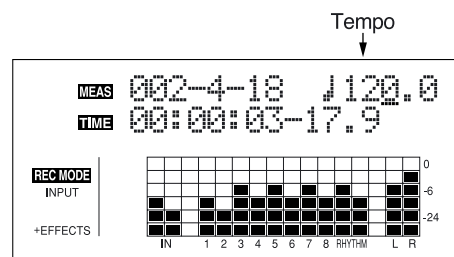 Tempo
MEAS 002-4-18 ♩120.0
TIME 00:00:03-17.9
REC MODE
INPUT
+EFFECTS
0
-6
-24
IN 1 2 3 4 5 6 7 8 RHYTHM L R